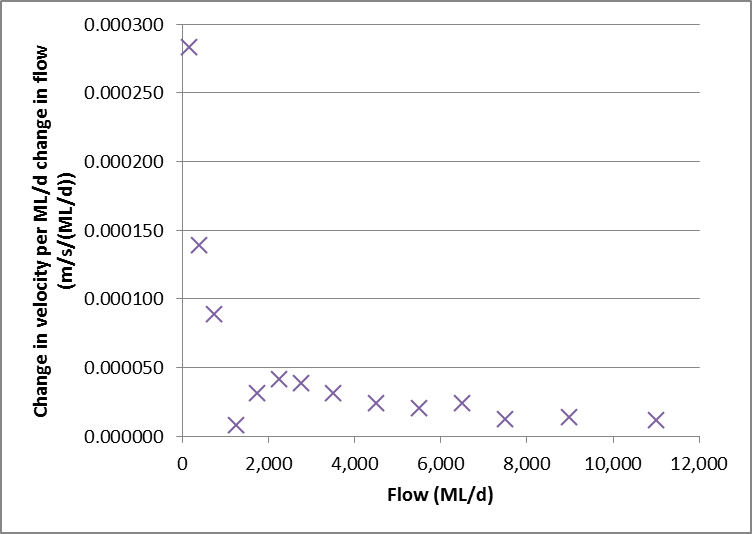 0.000300
0.000250
0.000200
0.000150
0.000100
0.000050
0.000000
0 2,000 4,000 6,000 8,000 10,000 12,000
Change in velocity per ML/d change in flow
(m/s/(ML/d))
Flow (ML/d)